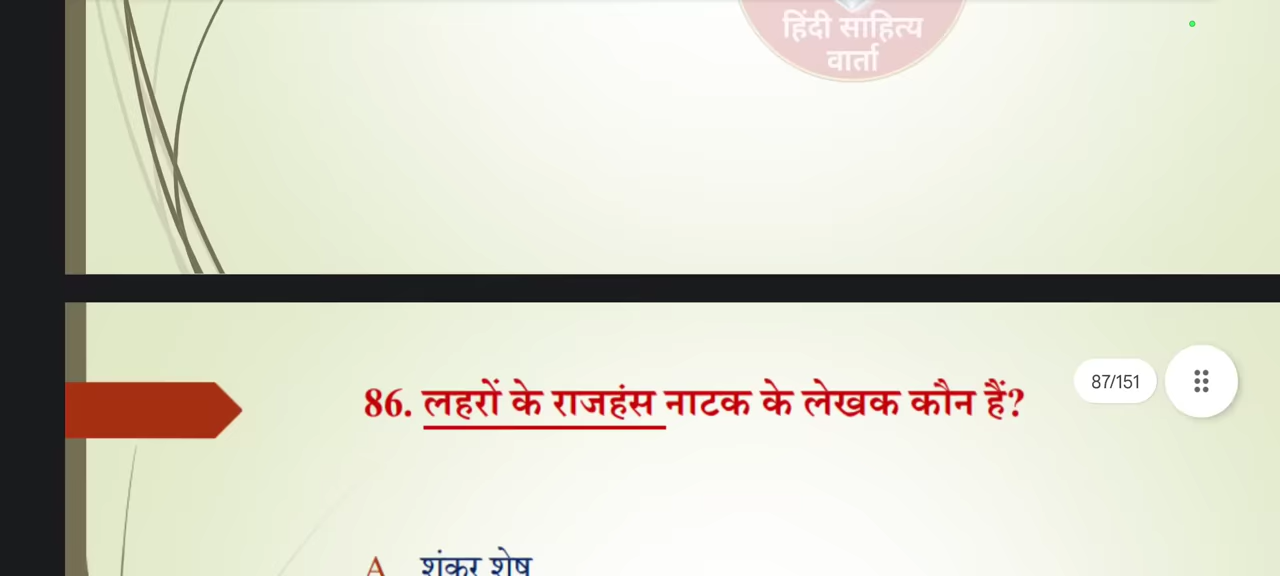 हिंदी साहित्य
वार्ता
86. लहरों के राजहंस नाटक के लेखक कौन हैं?
87/151
A शंकर शेष